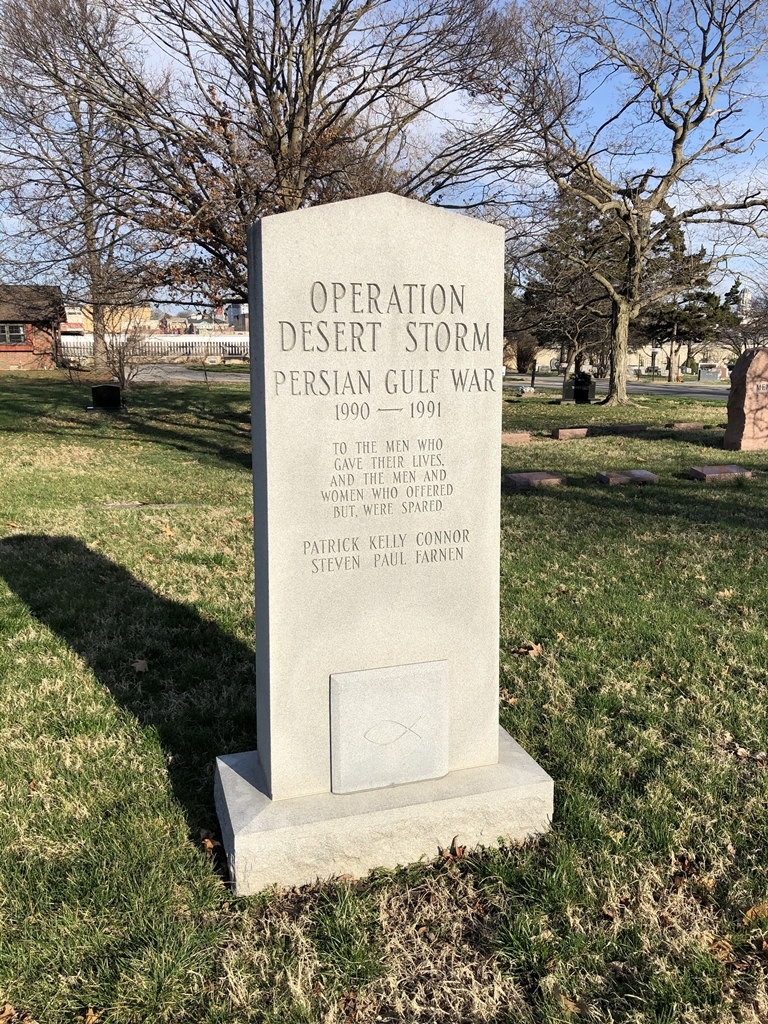 OPERATION
DESERT STORM
PERSIAN GULF WAR
1990 — 1991
TO THE MEN WHO
GAVE THEIR LIVES,
AND THE MEN AND
WOMEN WHO OFFERED
BUT, WERE SPARED.
PATRICK KELLY CONNOR
STEVEN PAUL FARNEN